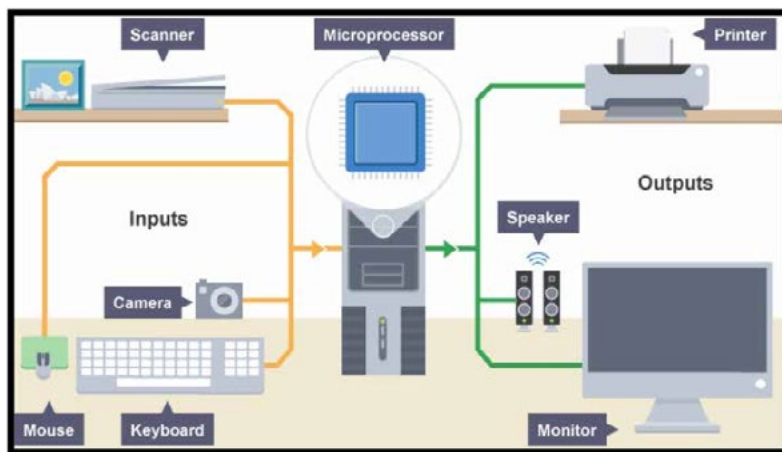 Scanner
Microprocessor
Printer
Inputs
Outputs
Speaker
Camera
Mouse
Keyboard
Monitor